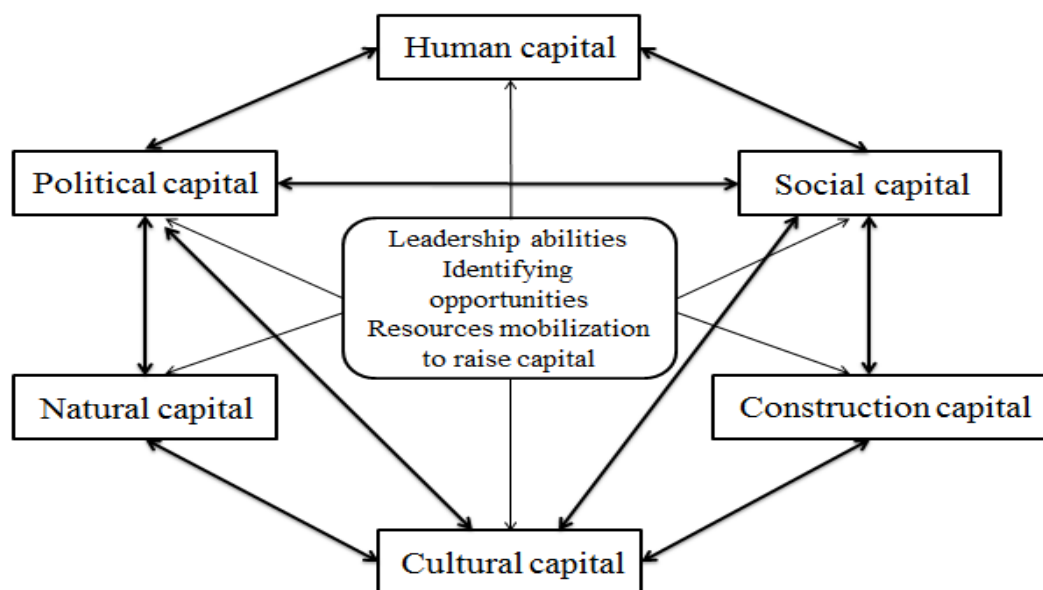 Human capital
Political capital
Social capital
Leadership abilities
Identifying
opportunities
Resources mobilization
to raise capital
Natural capital
Construction capital
Cultural capital